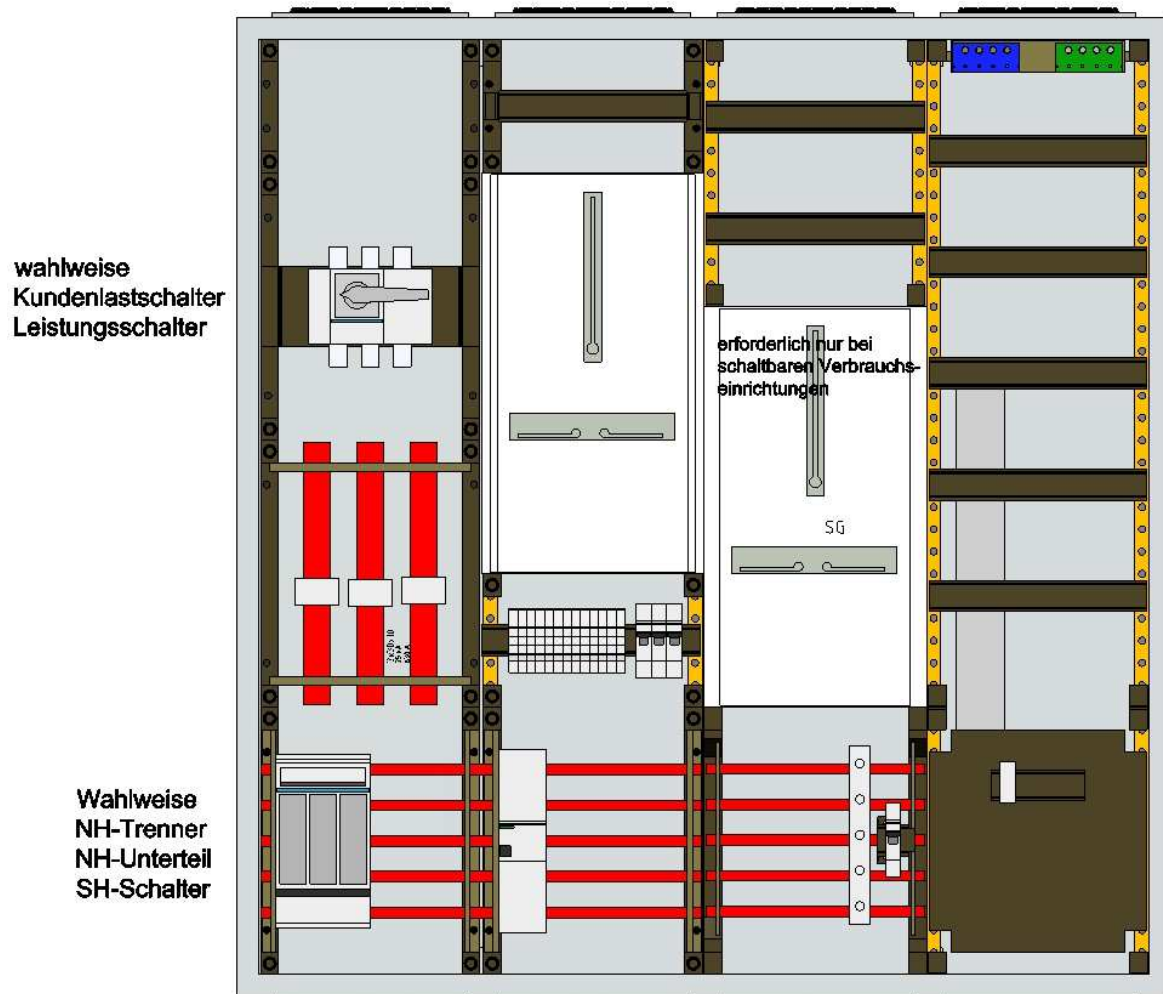 wahlweise
Kundenlastschalter
Leistungsschalter
erforderlich nur bei
schaltbaren Verbrauchs-
einrichtungen
SG
Wahlweise
NH-Trenner
NH-Unterteil
SH-Schalter